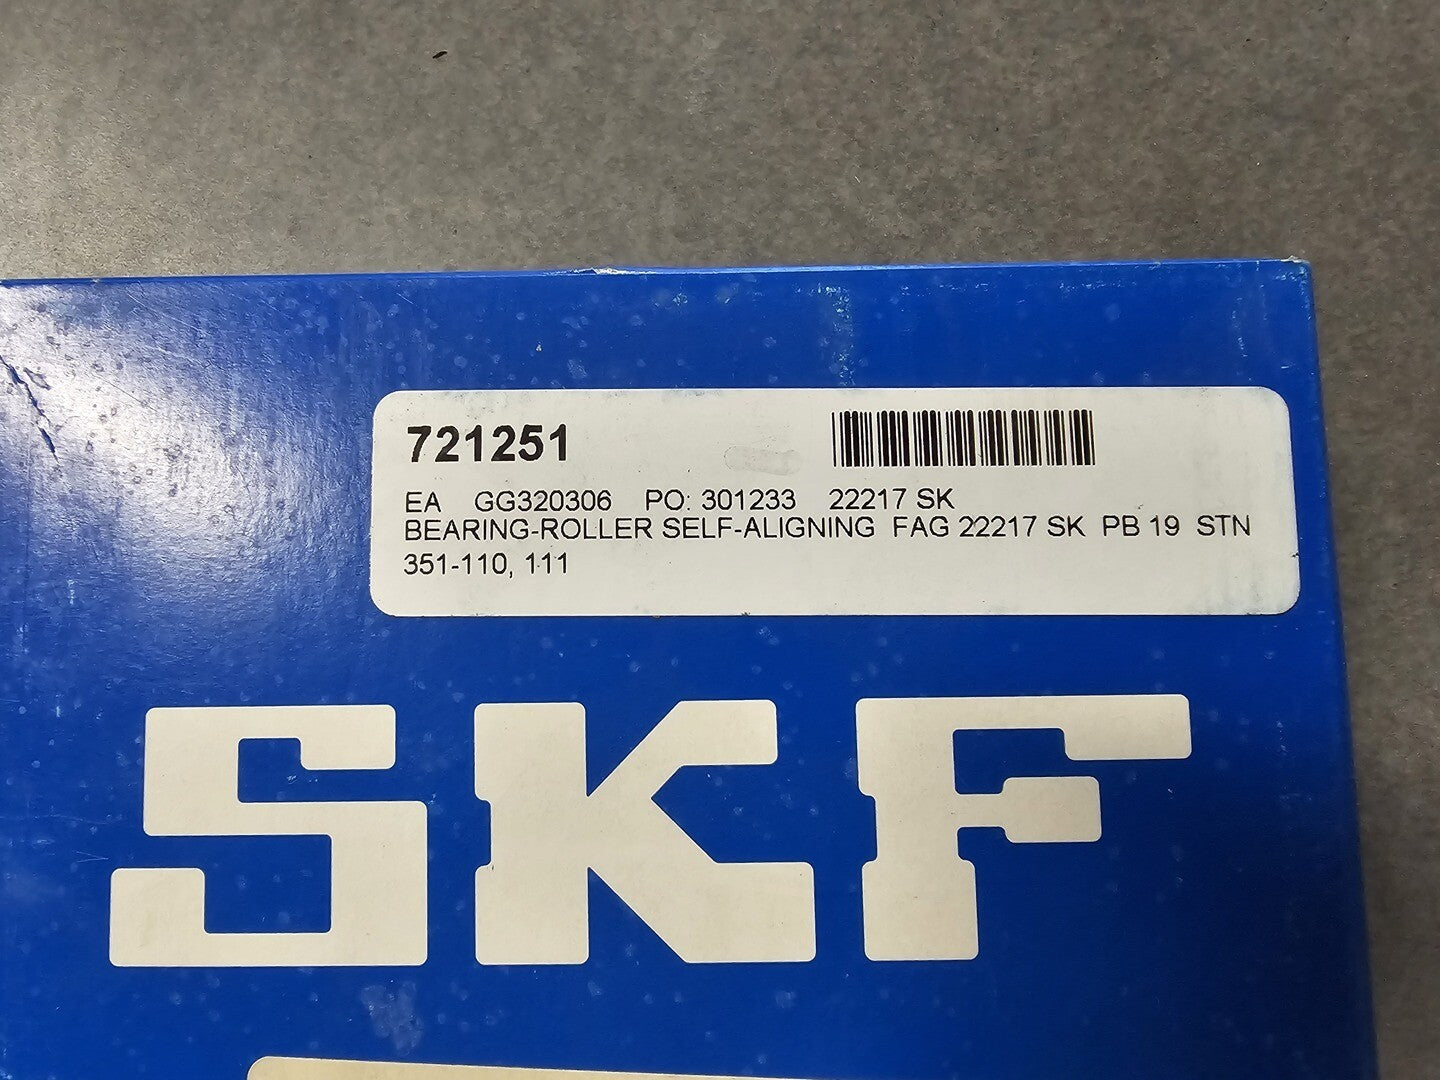 721251
EA GG320306 PO: 301233 22217 SK
BEARING-ROLLER SELF-ALIGNING FAG 22217 SK PB 19 STN
351-110, 111
SKF